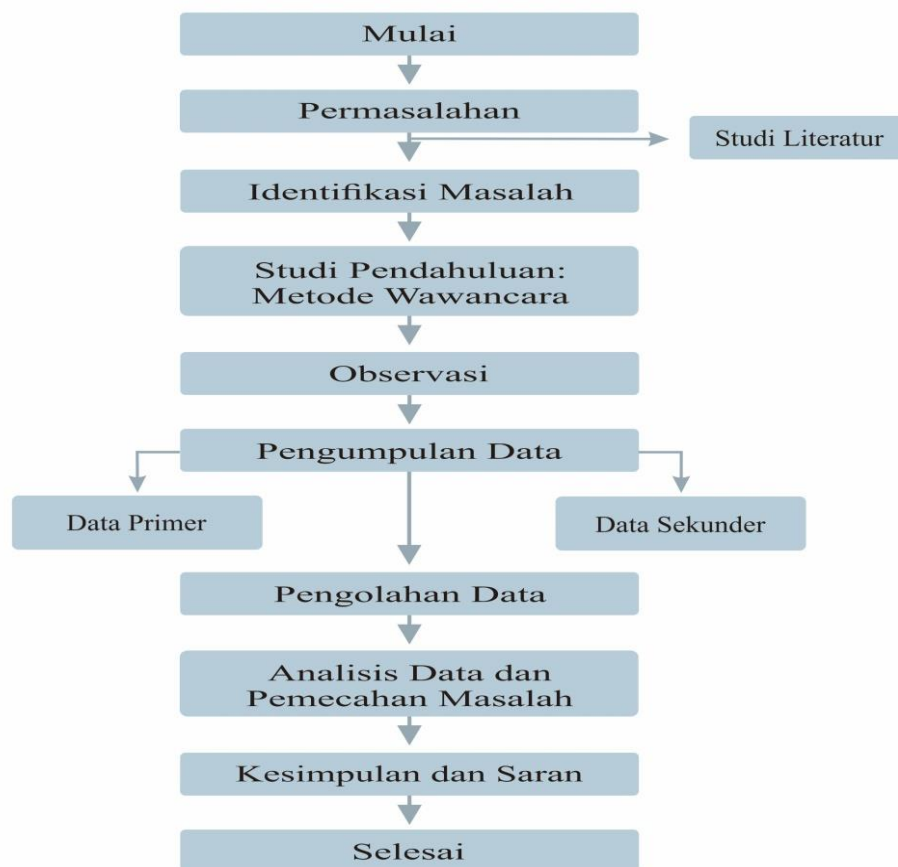 Mulai
Permasalahan
Studi Literatur
Identifikasi Masalah
Studi Pendahuluan:
Metode Wawancara
Observasi
Pengumpulan Data
Data Primer
Data Sekunder
Pengolahan Data
Analisis Data dan
Pemecahan Masalah
Kesimpulan dan Saran
Selesai